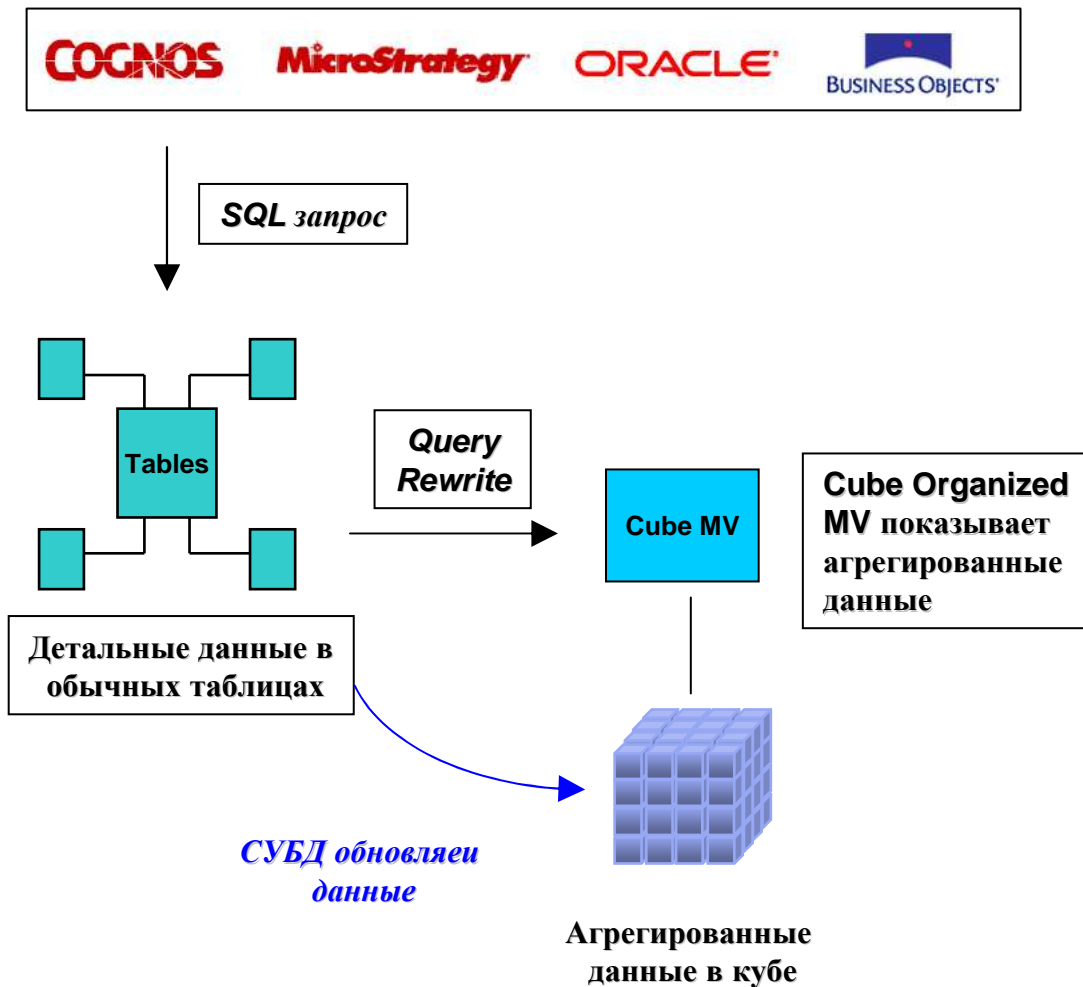 COGNOS
MicroStrategy
ORACLE
BUSINESS OBJECTS
SQL запрос
Tables
Query
Rewrite
Cube MV
Cube Organized
MV показывает
агрегированные
данные
Детальные данные в
обычных таблицах
СУБД обновляеи
данные
Агрегированные
данные в кубе